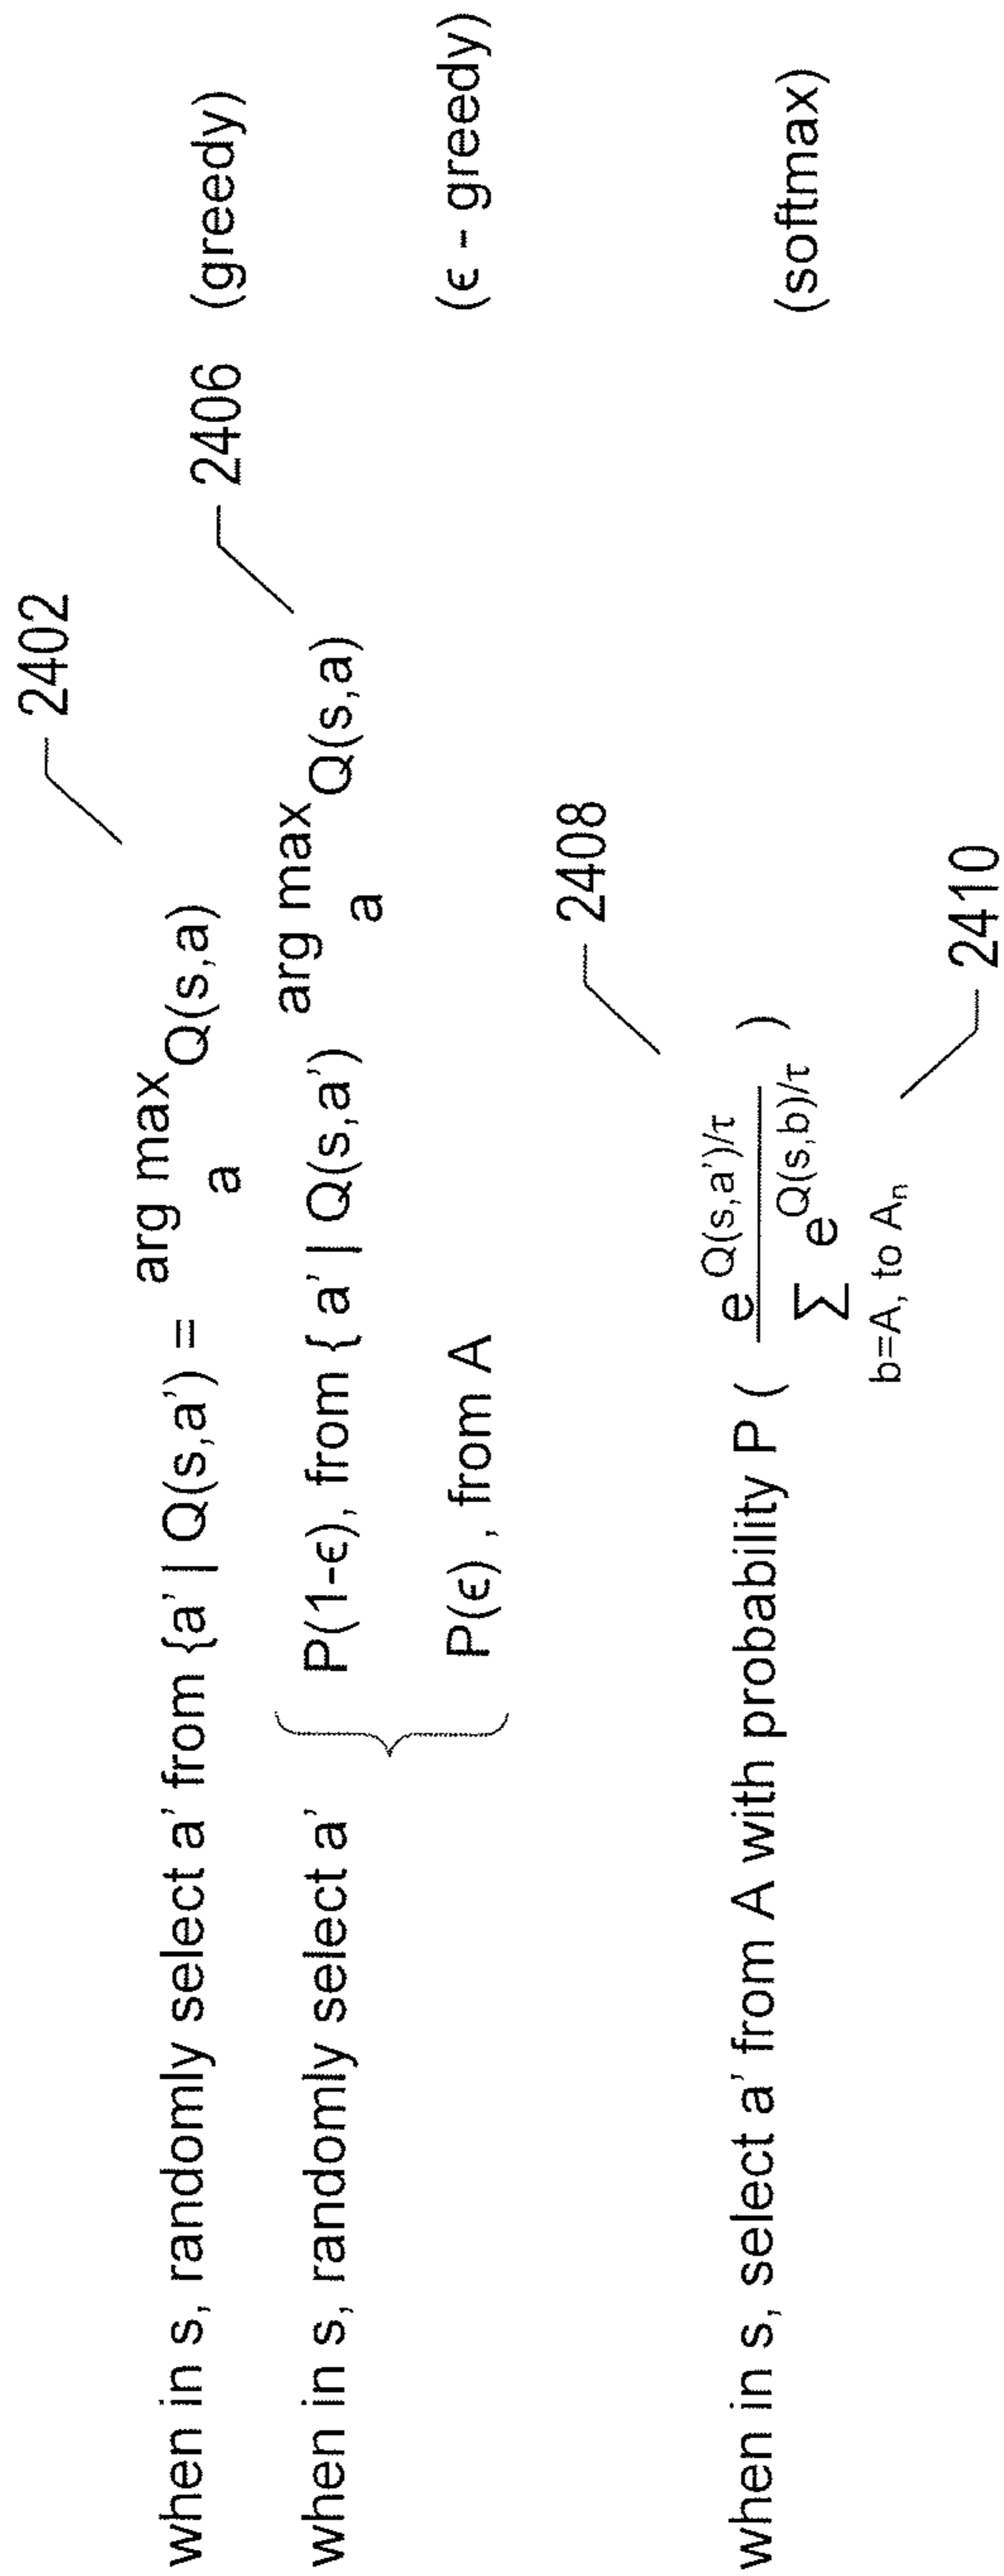 2402
when in s, randomly select a' from {a' | Q(s,a') = arg max Q(s,a)
a
2406 (greedy)
when in s, randomly select a' { P(1-ϵ), from { a' | Q(s,a') arg max Q(s,a)
a
P(ϵ) , from A (ϵ - greedy)
2408
when in s, select a' from A with probability P ( e^Q(s,a')/τ / Σ e^Q(s,b)/τ ) (softmax)
b=A, to Aₙ
2410